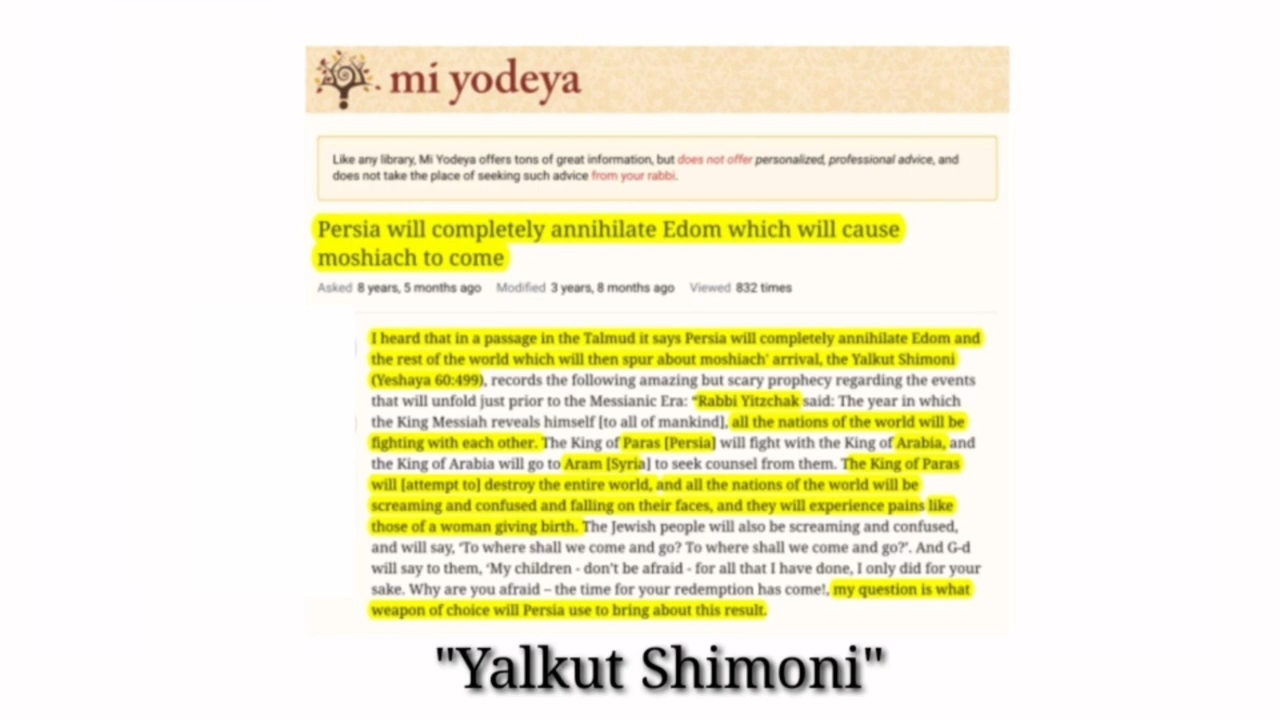 mi yodeya
Like any library, Mi Yodeya offers tons of great information, but does not offer personalized, professional advice, and
does not take the place of seeking such advice from your rabbi.
Persia will completely annihilate Edom which will cause
moshiach to come
Asked 8 years, 5 months ago Modified 3 years, 8 months ago Viewed 832 times
I heard that in a passage in the Talmud it says Persia will completely annihilate Edom and
the rest of the world which will then spur about moshiach' arrival, the Yalkut Shimoni
(Yeshaya 60:499), records the following amazing but scary prophecy regarding the events
that will unfold just prior to the Messianic Era: “Rabbi Yitzchak said: The year in which
the King Messiah reveals himself [to all of mankind], all the nations of the world will be
fighting with each other. The King of Paras [Persia] will fight with the King of Arabia, and
the King of Arabia will go to Aram [Syria] to seek counsel from them. The King of Paras
will [attempt to] destroy the entire world, and all the nations of the world will be
screaming and confused and falling on their faces, and they will experience pains like
those of a woman giving birth. The Jewish people will also be screaming and confused,
and will say, ‘To where shall we come and go? To where shall we come and go?’. And G-d
will say to them, ‘My children - don’t be afraid - for all that I have done, I only did for your
sake. Why are you afraid – the time for your redemption has come!, my question is what
weapon of choice will Persia use to bring about this result.
"Yalkut Shimoni"